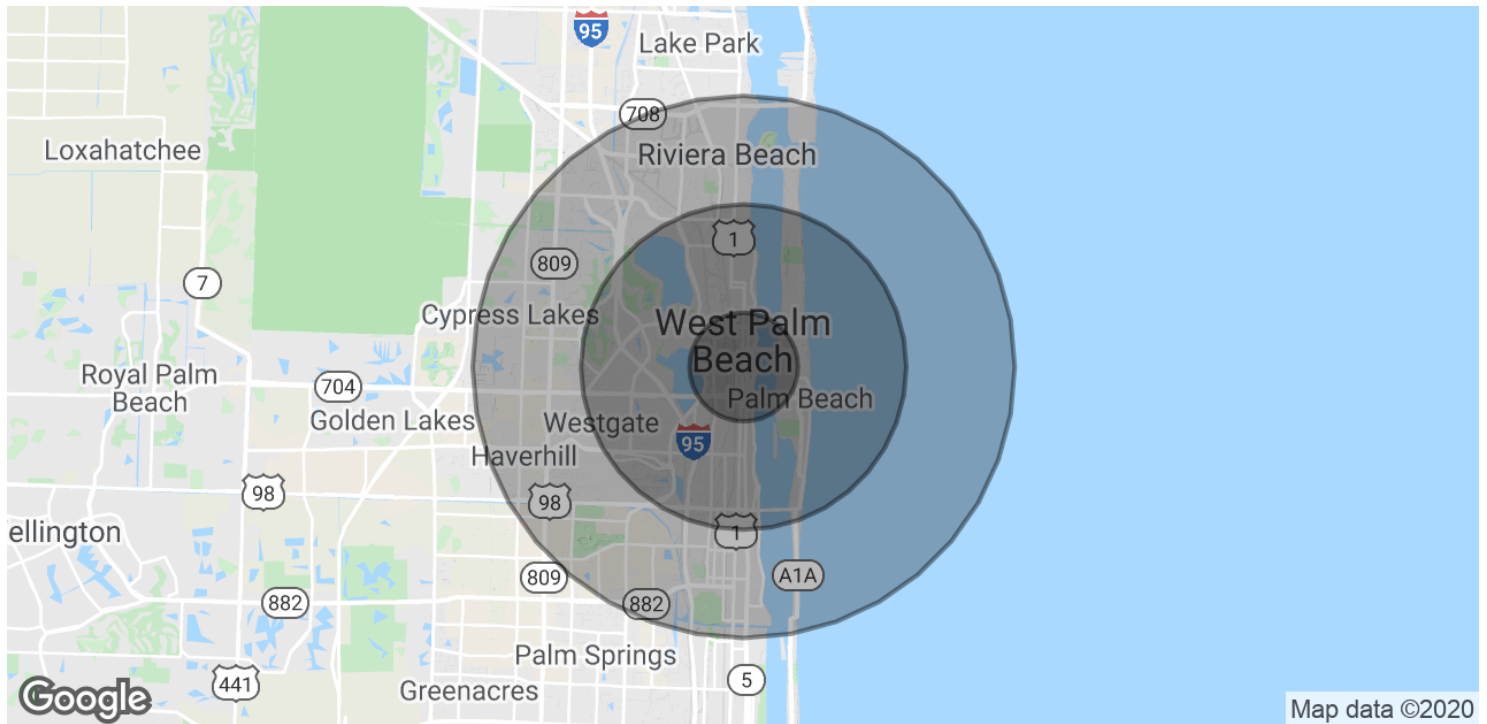 95
Lake Park
708
Loxahatchee
Riviera Beach
1
809
7
Cypress Lakes
West Palm
Beach
Royal Palm
Beach
704
Palm Beach
Golden Lakes
Westgate
95
Haverhill
98
98
ellington
1
809
A1A
882
882
Palm Springs
441
Greenacres
5
Google
Map data ©2020